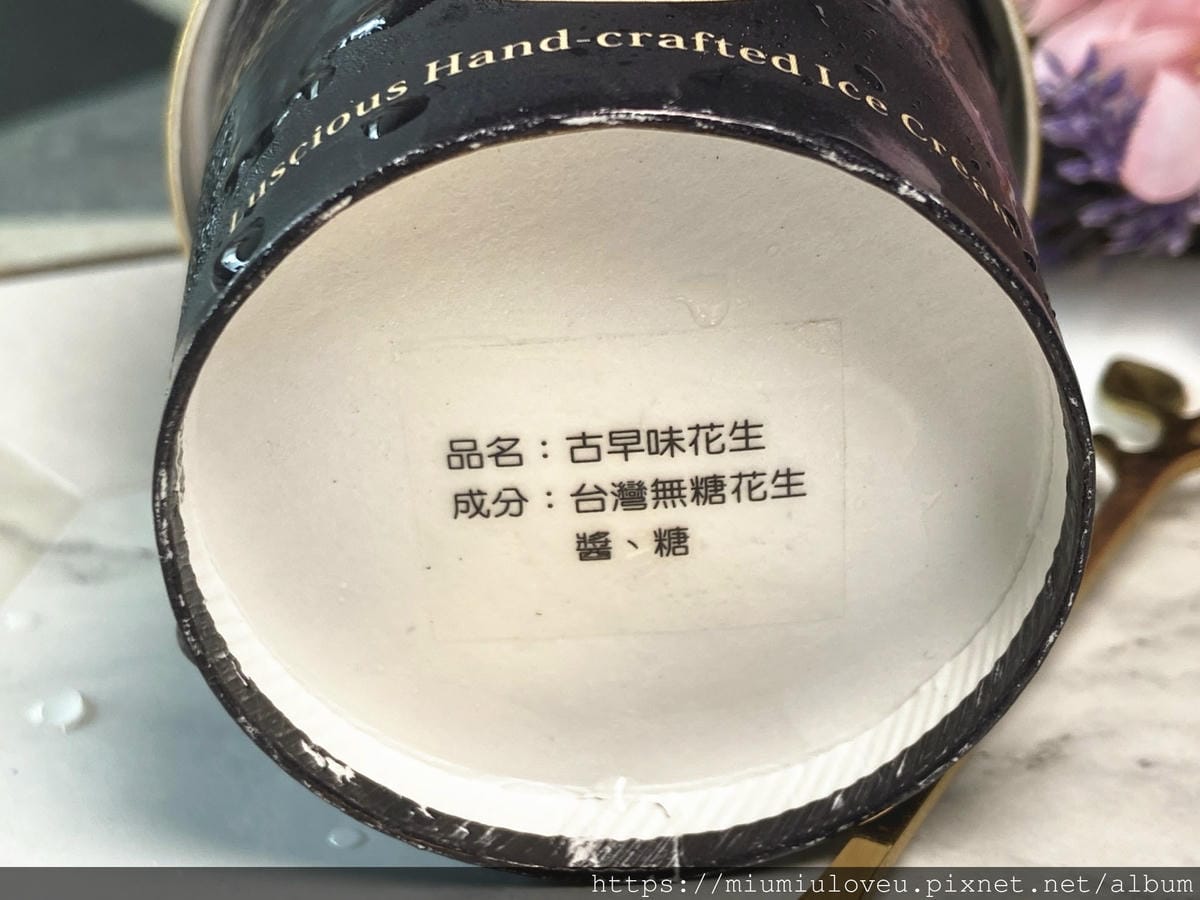 Luscious Hand-crafted Ice Cream
品名：古早味花生
成分：台灣無糖花生
醬、糖
https://miumiuloveu.pixnet.net/album